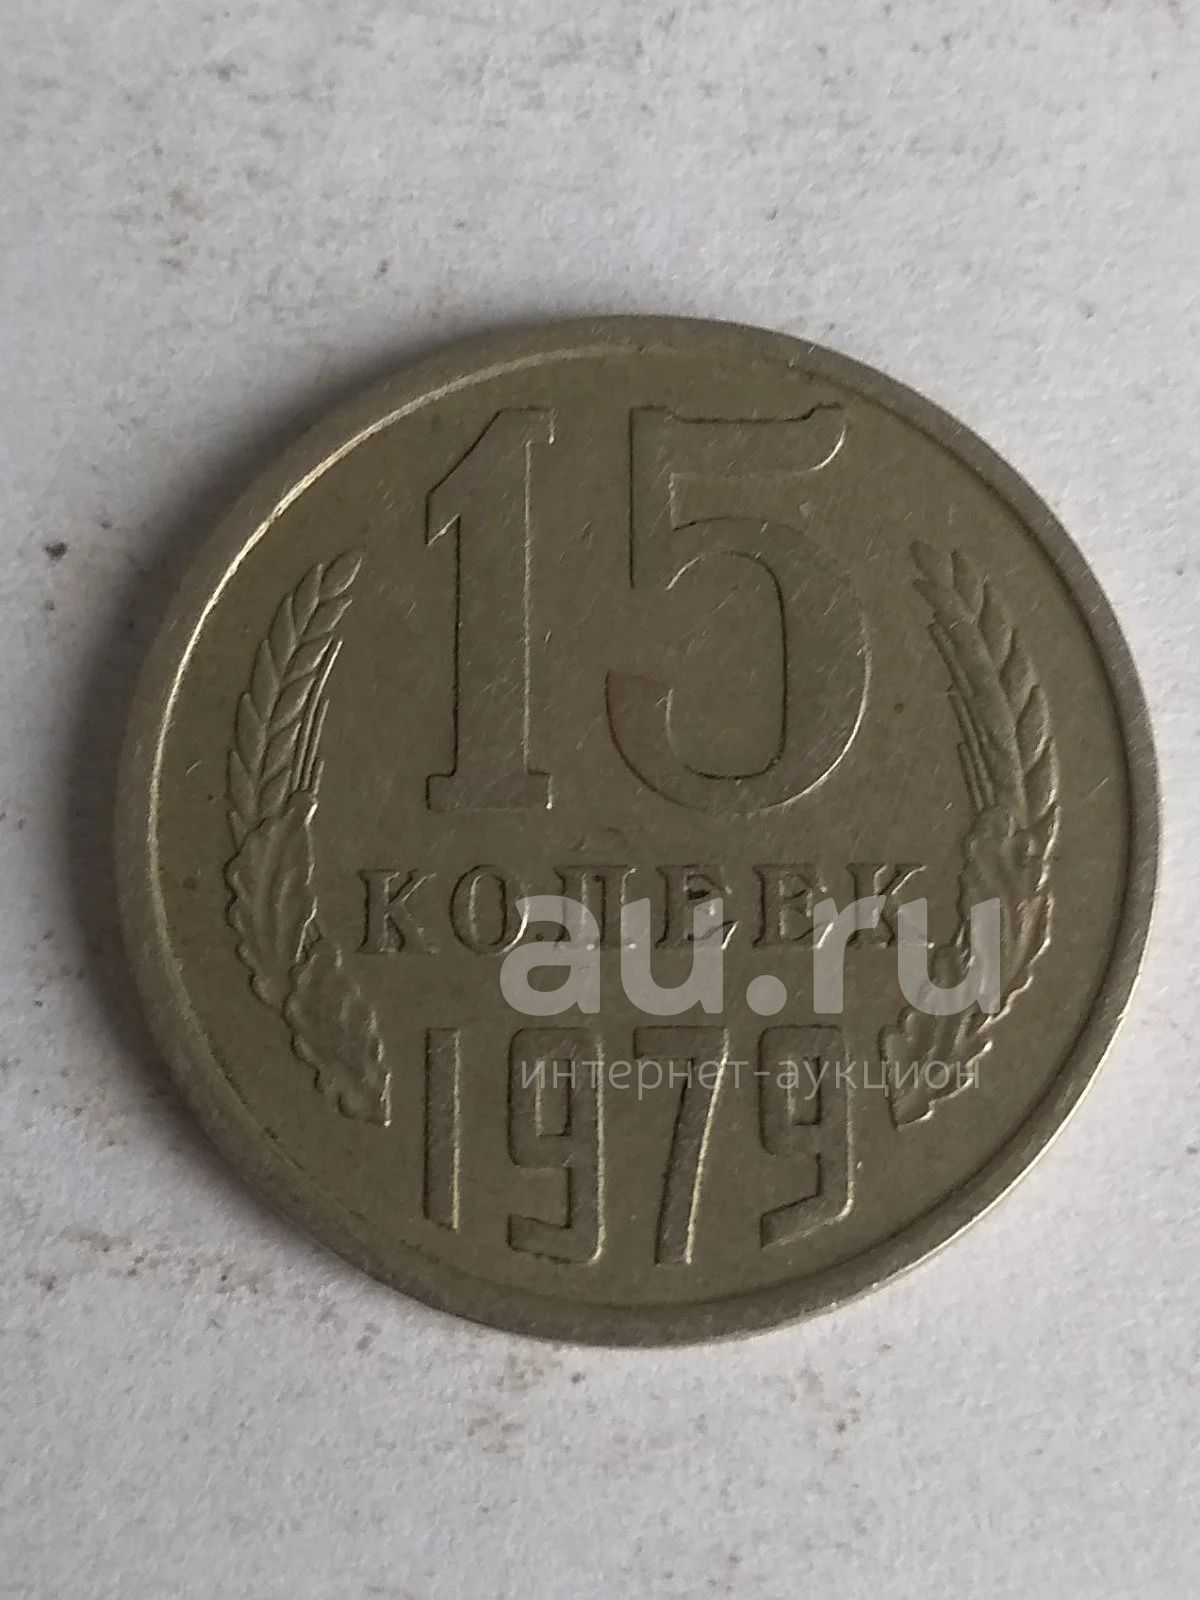 15
КОПЕЕК
au.ru
1979
интернет-аукцион